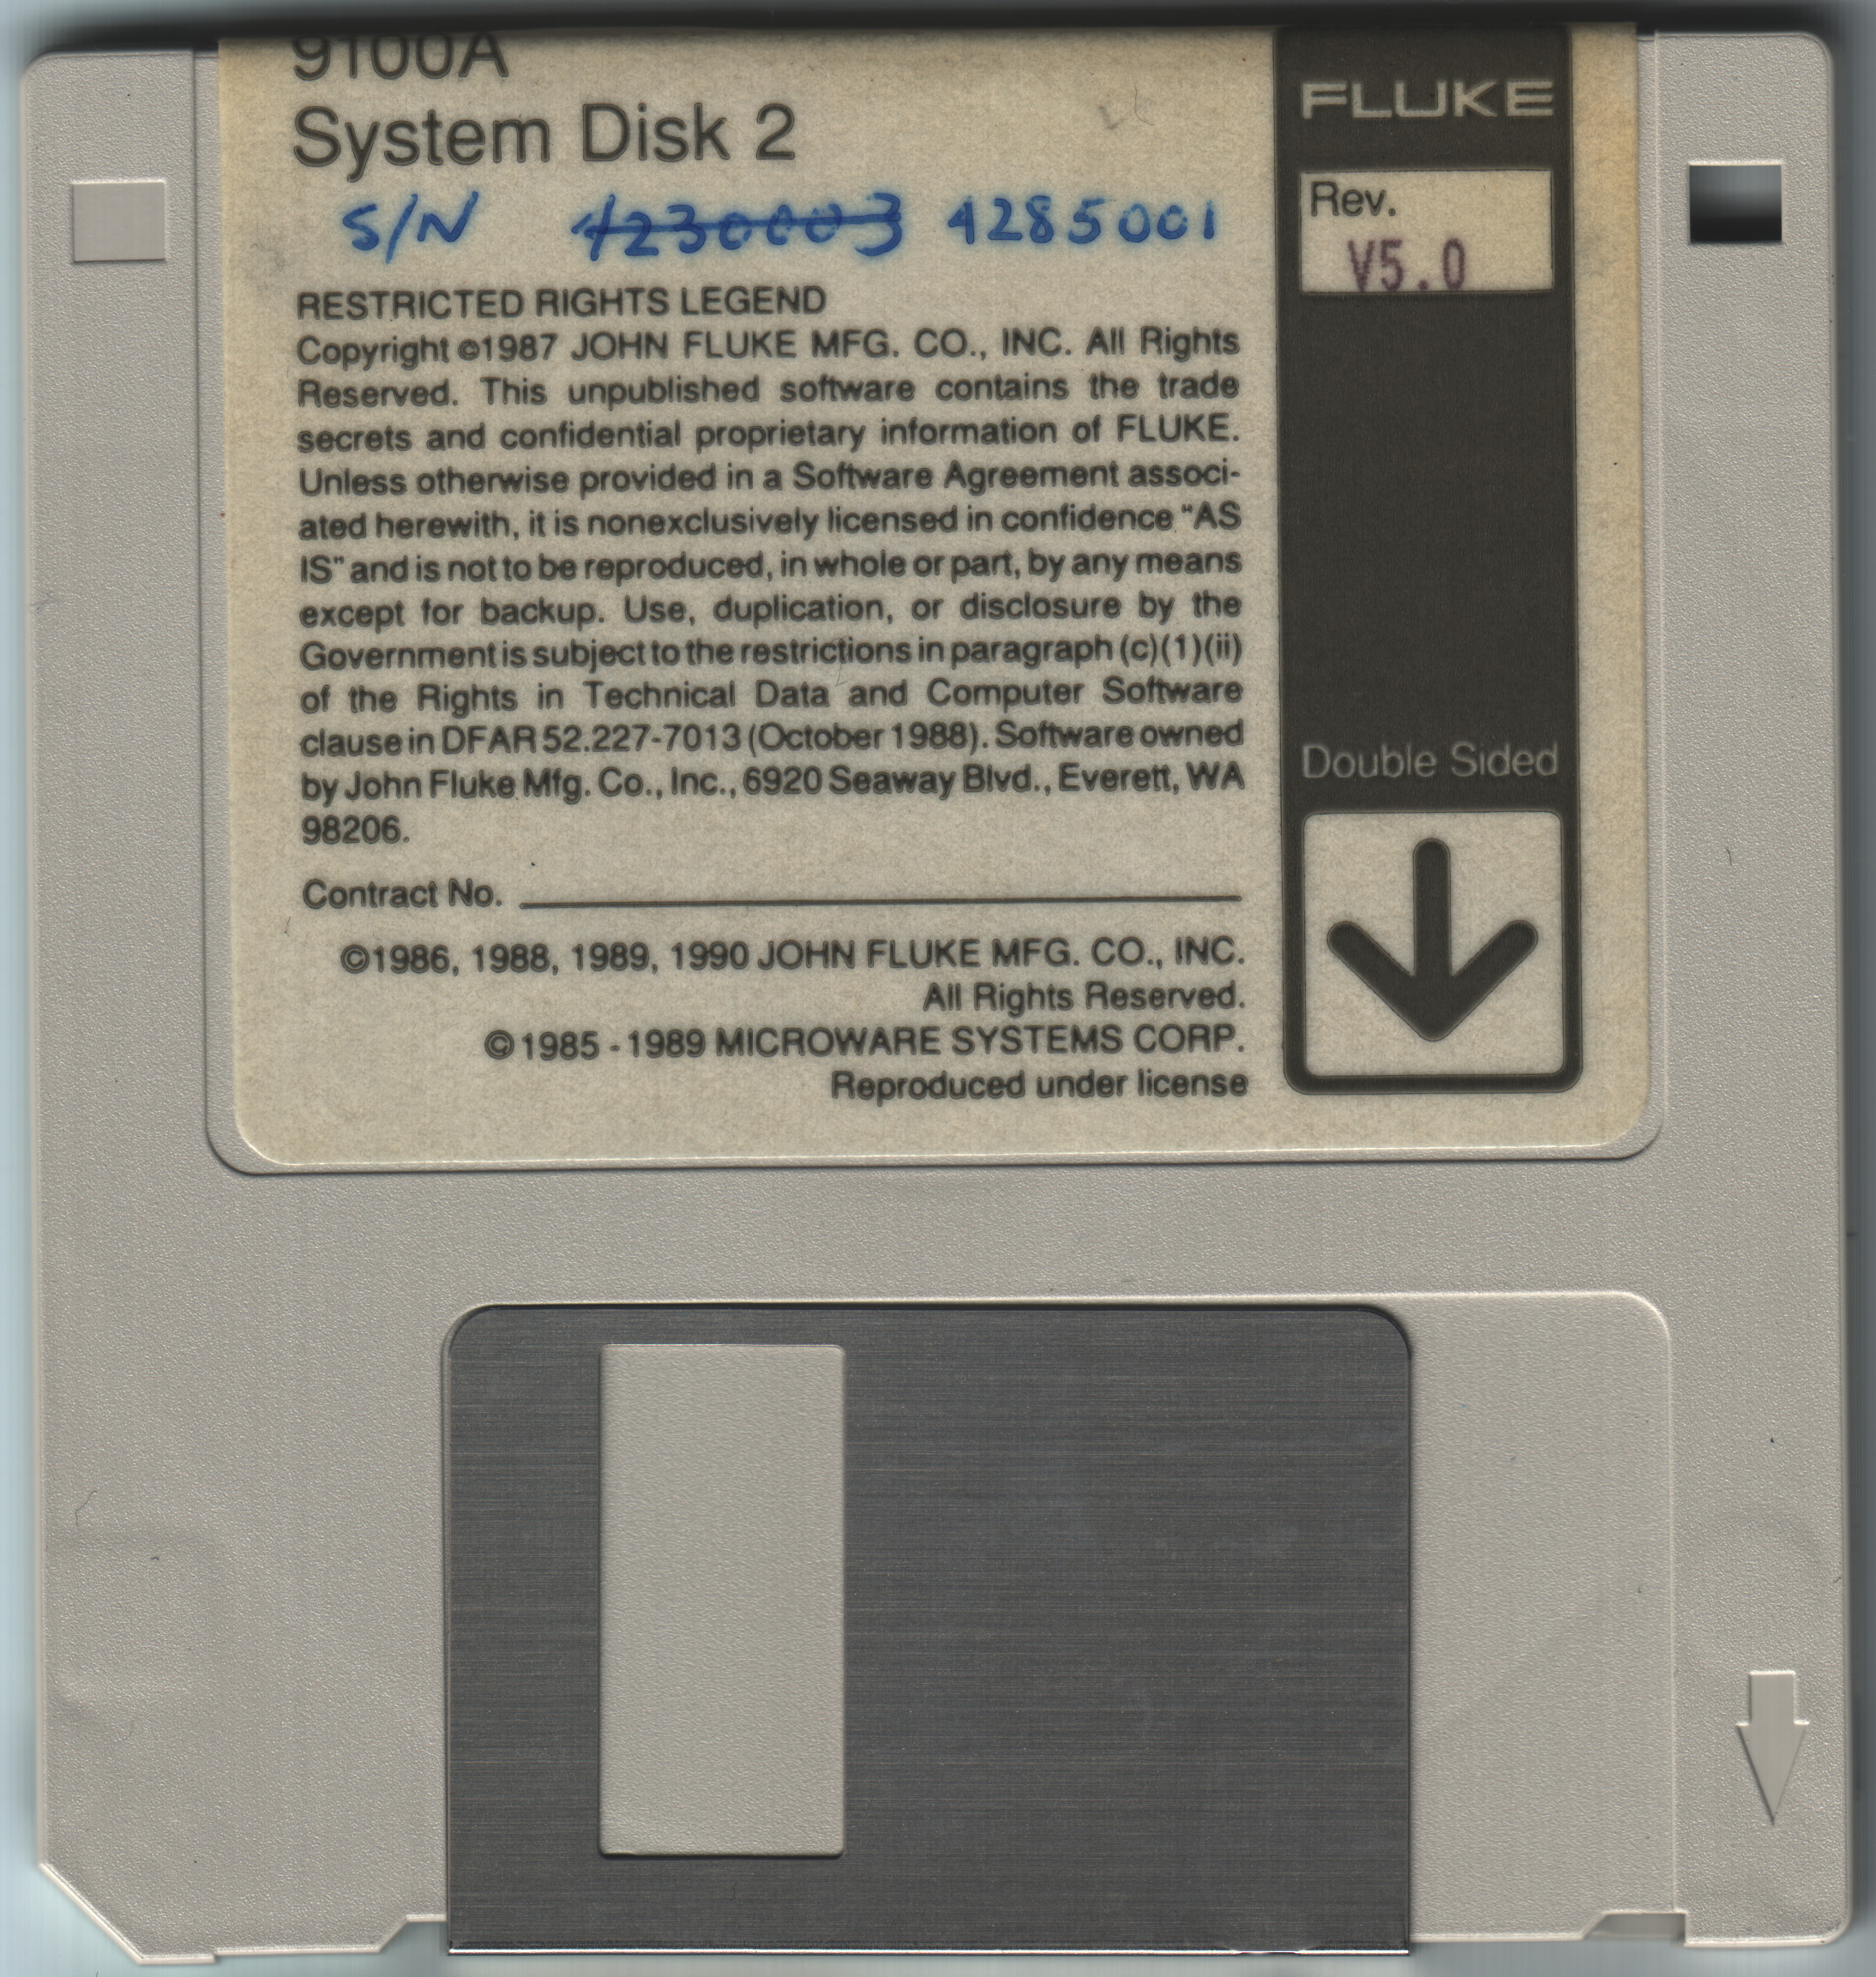 9100A
System Disk 2
S/N 4230003 4285001
RESTRICTED RIGHTS LEGEND
Copyright ©1987 JOHN FLUKE MFG. CO., INC. All Rights
Reserved. This unpublished software contains the trade
secrets and confidential proprietary information of FLUKE.
Unless otherwise provided in a Software Agreement associ-
ated herewith, it is nonexclusively licensed in confidence "AS
IS" and is not to be reproduced, in whole or part, by any means
except for backup. Use, duplication, or disclosure by the
Government is subject to the restrictions in paragraph (c)(1)(ii)
of the Rights in Technical Data and Computer Software
clause in DFAR 52.227-7013 (October 1988). Software owned
by John Fluke Mfg. Co., Inc., 6920 Seaway Blvd., Everett, WA
98206.
Contract No.
©1986, 1988, 1989, 1990 JOHN FLUKE MFG. CO., INC.
All Rights Reserved.
©1985 - 1989 MICROWARE SYSTEMS CORP.
Reproduced under license
FLUKE
Rev.
V5.0
Double Sided